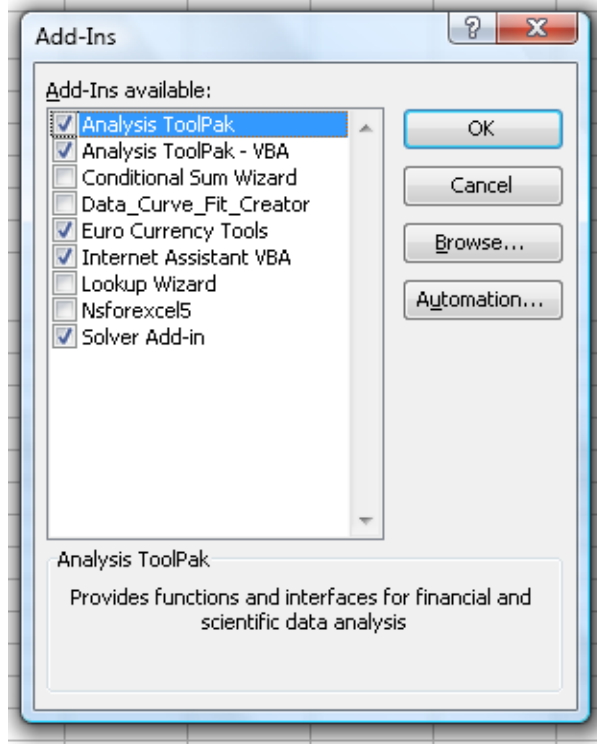 Add-Ins
Add-Ins available:
Analysis ToolPak
Analysis ToolPak - VBA
Conditional Sum Wizard
Data_Curve_Fit_Creator
Euro Currency Tools
Internet Assistant VBA
Lookup Wizard
Nsforexcel5
Solver Add-in
OK
Cancel
Browse...
Automation...
Analysis ToolPak
Provides functions and interfaces for financial and
scientific data analysis